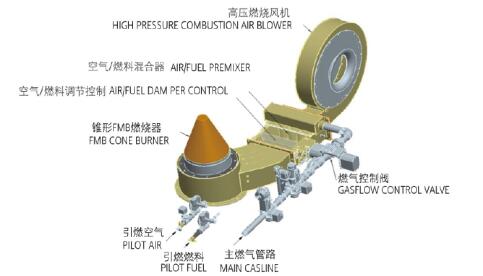 高压燃烧风机
HIGH PRESSURE COMBUSTION AIR BLOWER
空气/燃料混合器 AIR/FUEL PREMIXER
空气/燃料调节控制 AIR/FUEL DAM PER CONTROL
锥形FMB燃烧器
FMB CONE BURNER
燃气控制阀
GASFLOW CONTROL VALVE
引燃空气
PILOT AIR
引燃燃料
PILOT FUEL
主燃气管路
MAIN CASLINE